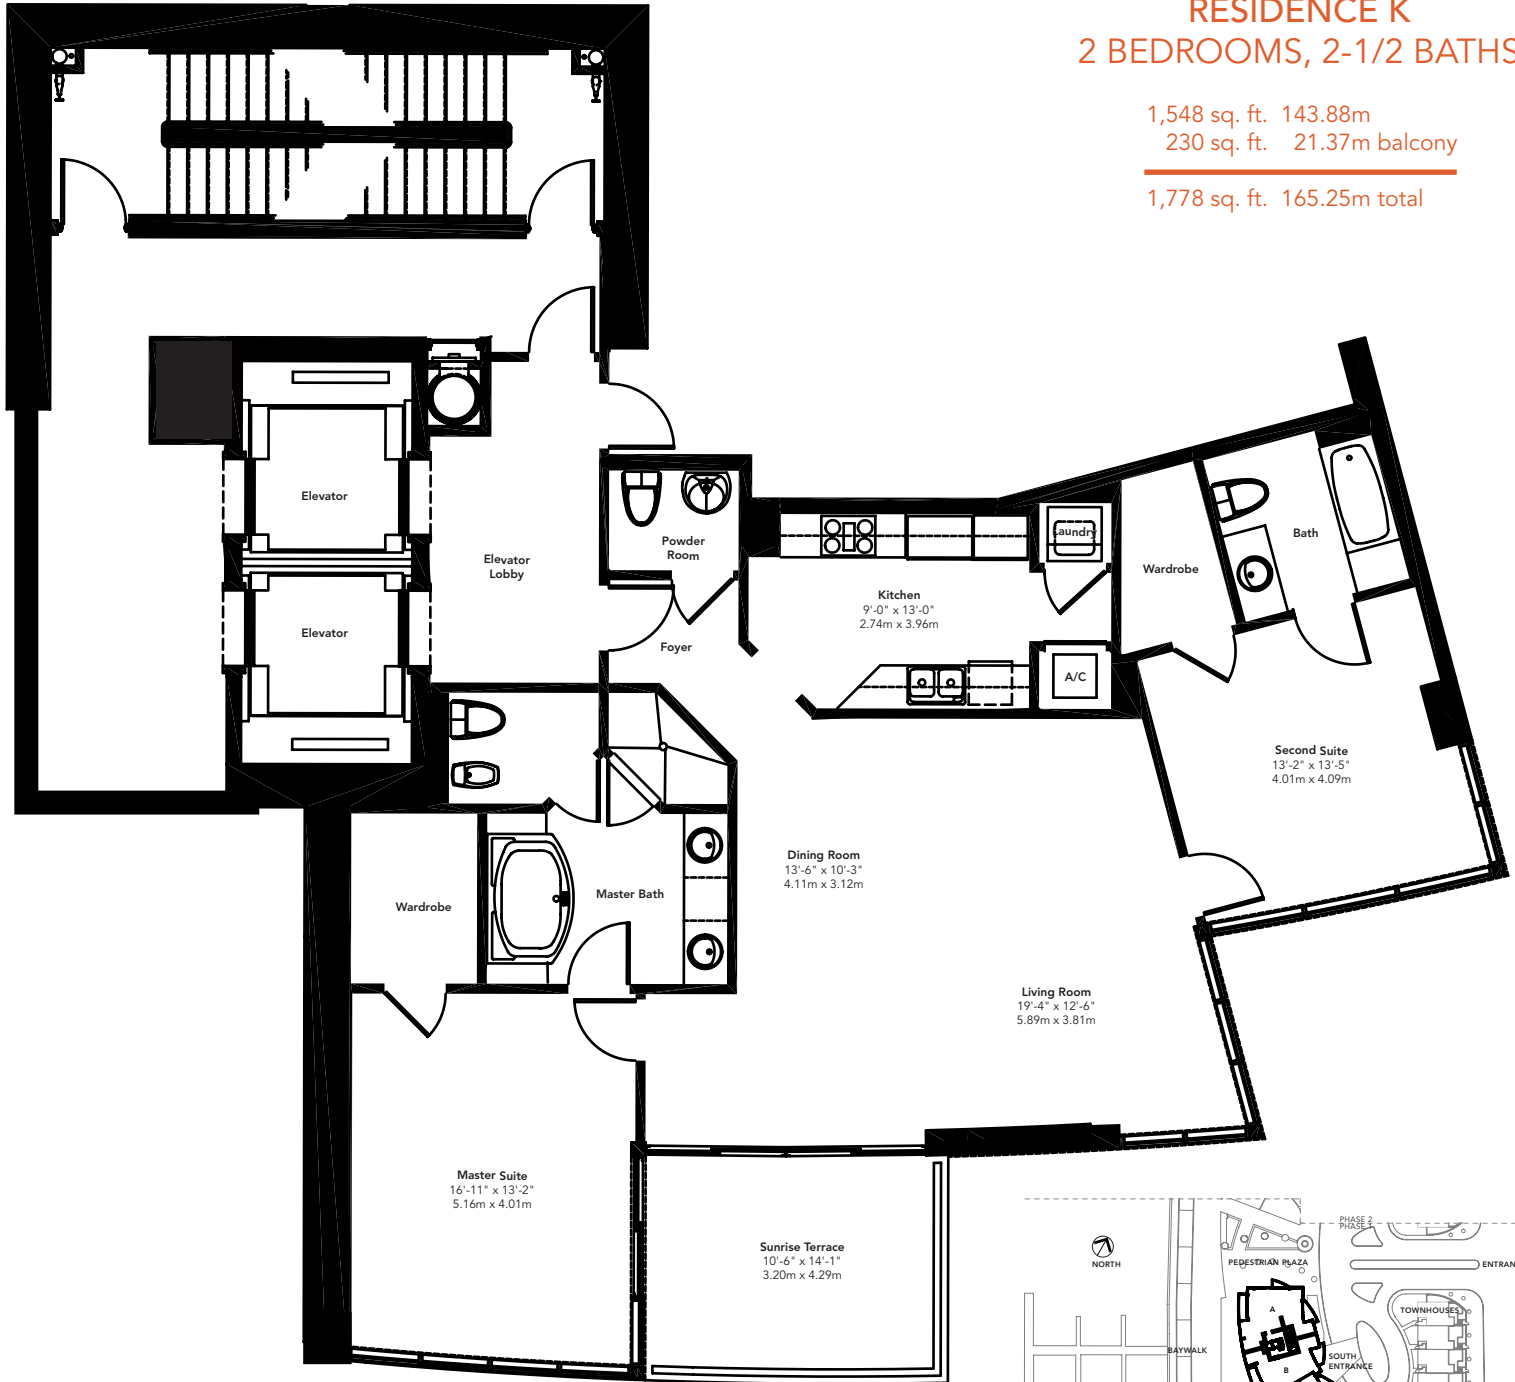 RESIDENCE K
2 BEDROOMS, 2-1/2 BATHS
1,548 sq. ft. 143.88m
230 sq. ft. 21.37m balcony
1,778 sq. ft. 165.25m total
Elevator
Elevator
Elevator
Lobby
Powder
Room
Foyer
Kitchen
9'-0" x 13'-0"
2.74m x 3.96m
Laundry
A/C
Wardrobe
Bath
Second Suite
13'-2" x 13'-5"
4.01m x 4.09m
Dining Room
13'-6" x 10'-3"
4.11m x 3.12m
Master Bath
Wardrobe
Living Room
19'-4" x 12'-6"
5.89m x 3.81m
Master Suite
16'-11" x 13'-2"
5.16m x 4.01m
Sunrise Terrace
10'-6" x 14'-1"
3.20m x 4.29m
NORTH
PHASE 2
PHASE 1
PEDESTRIAN PLAZA
ENTRAN
TOWNHOUSES
A
BAYWALK
SOUTH
ENTRANCE
B